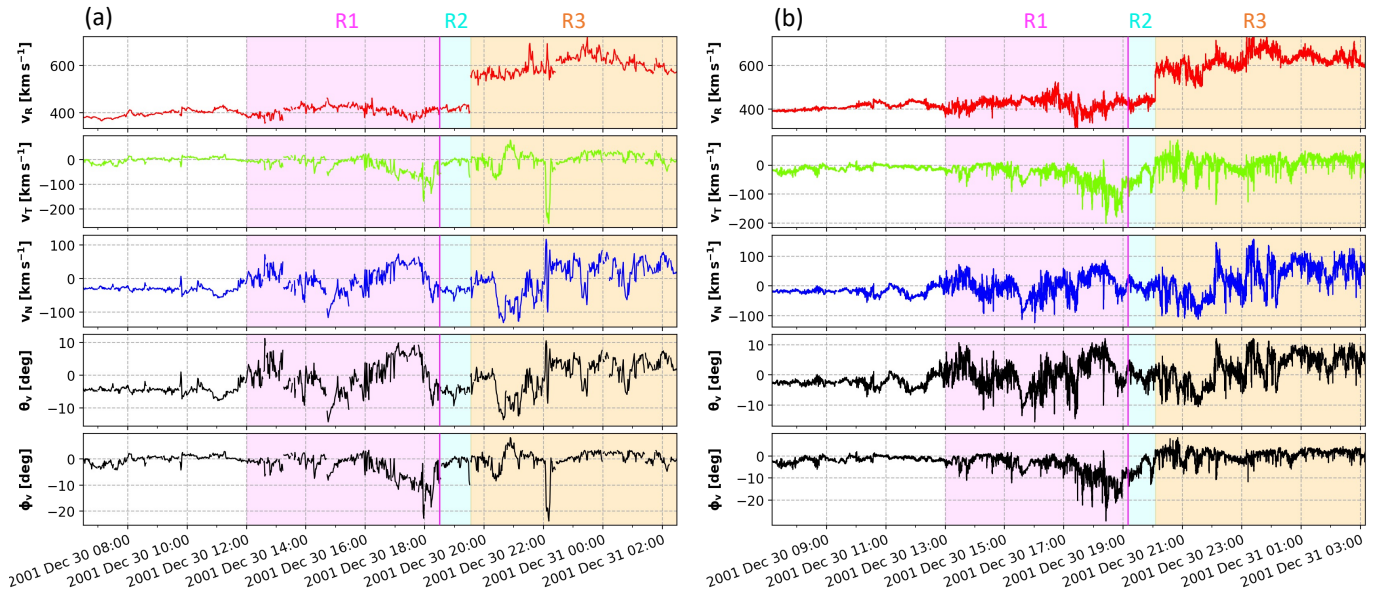 (a)
R1
R2
R3
v_R [km s⁻¹]
600
400
v_T [km s⁻¹]
0
−100
−200
v_N [km s⁻¹]
100
0
−100
θ_v [deg]
10
0
−10
ϕ_v [deg]
0
−10
−20
2001 Dec 30 08:00
2001 Dec 30 10:00
2001 Dec 30 12:00
2001 Dec 30 14:00
2001 Dec 30 16:00
2001 Dec 30 18:00
2001 Dec 30 20:00
2001 Dec 30 22:00
2001 Dec 31 00:00
2001 Dec 31 02:00
(b)
R1
R2
R3
v_R [km s⁻¹]
600
400
v_T [km s⁻¹]
0
−100
−200
v_N [km s⁻¹]
100
0
−100
θ_v [deg]
10
0
−10
ϕ_v [deg]
0
−10
−20
2001 Dec 30 09:00
2001 Dec 30 11:00
2001 Dec 30 13:00
2001 Dec 30 15:00
2001 Dec 30 17:00
2001 Dec 30 19:00
2001 Dec 30 21:00
2001 Dec 30 23:00
2001 Dec 31 01:00
2001 Dec 31 03:00